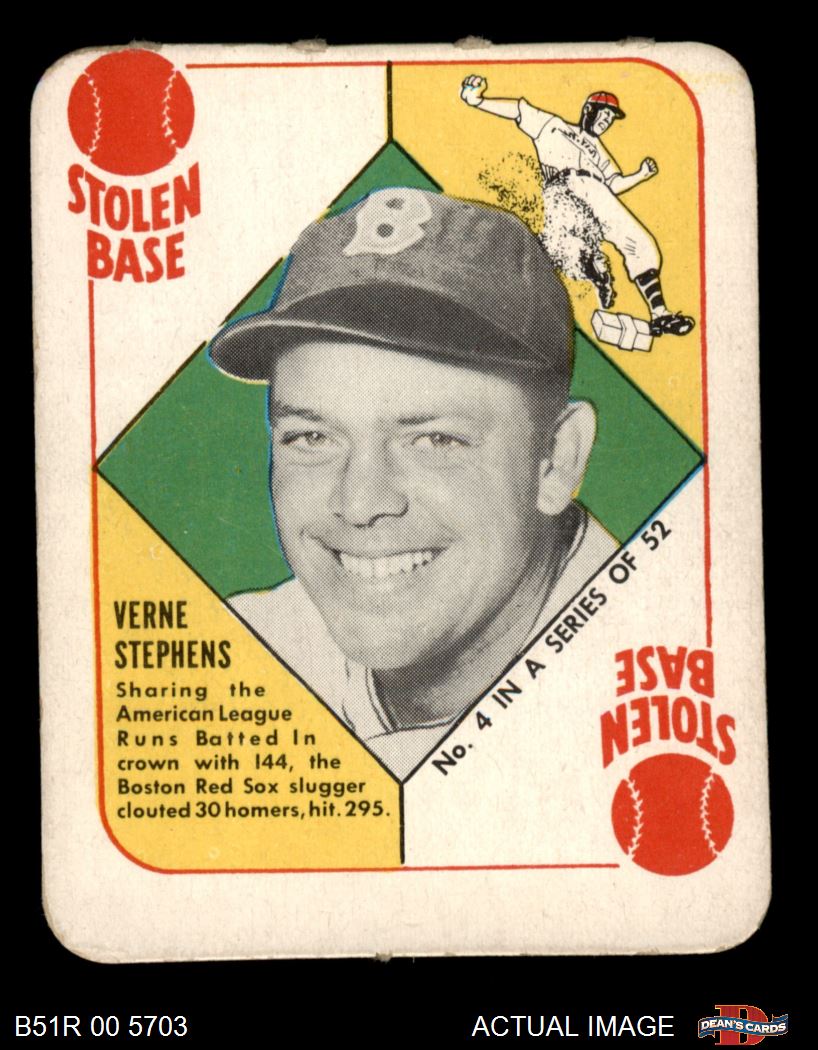 STOLEN
BASE
B
VERNE
STEPHENS
Sharing the
American League
Runs Batted In
crown with 144, the
Boston Red Sox slugger
clouted 30 homers, hit .295.
No. 4 IN A SERIES OF 52
STOLEN
BASE
B51R 00 5703
ACTUAL IMAGE
D
DEAN'S CARDS